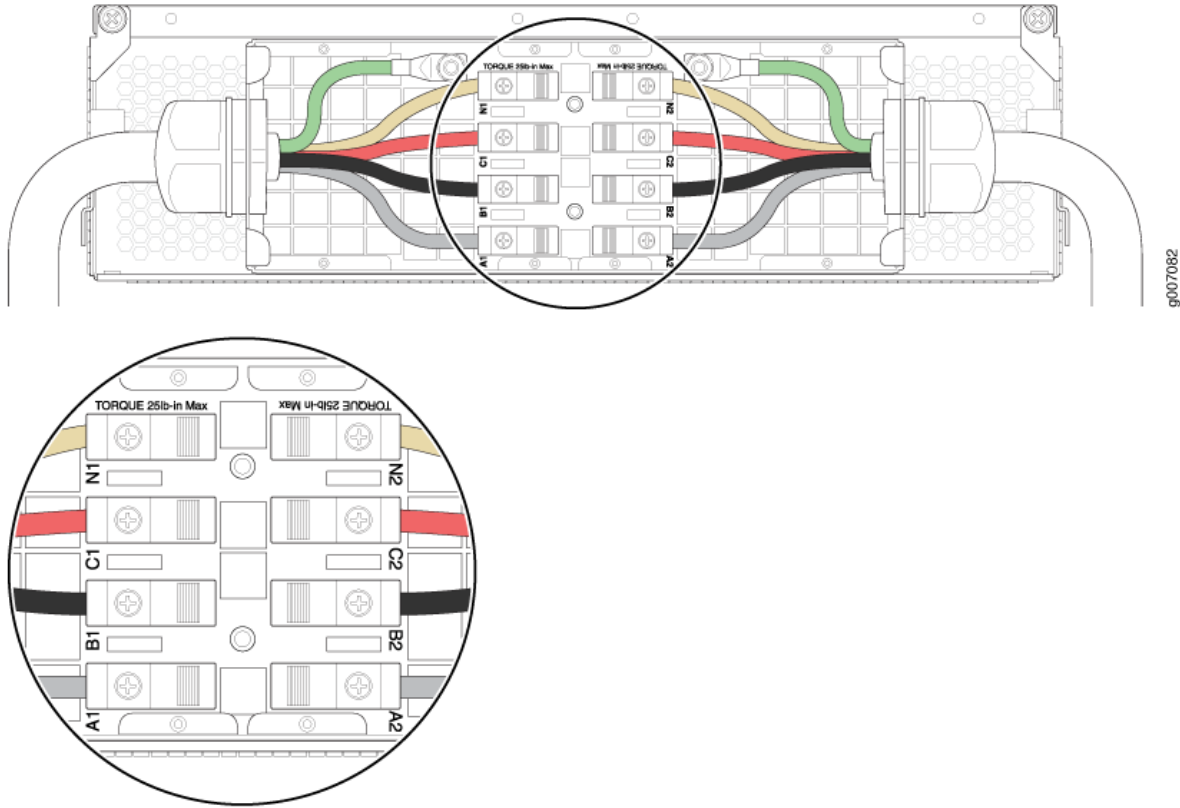 TORQUE 25lb-in Max TORQUE 25lb-in Max
N1 N2
C1 C2
B1 B2
A1 A2
g007082
TORQUE 25lb-in Max TORQUE 25lb-in Max
N1 N2
C1 C2
B1 B2
A1 A2